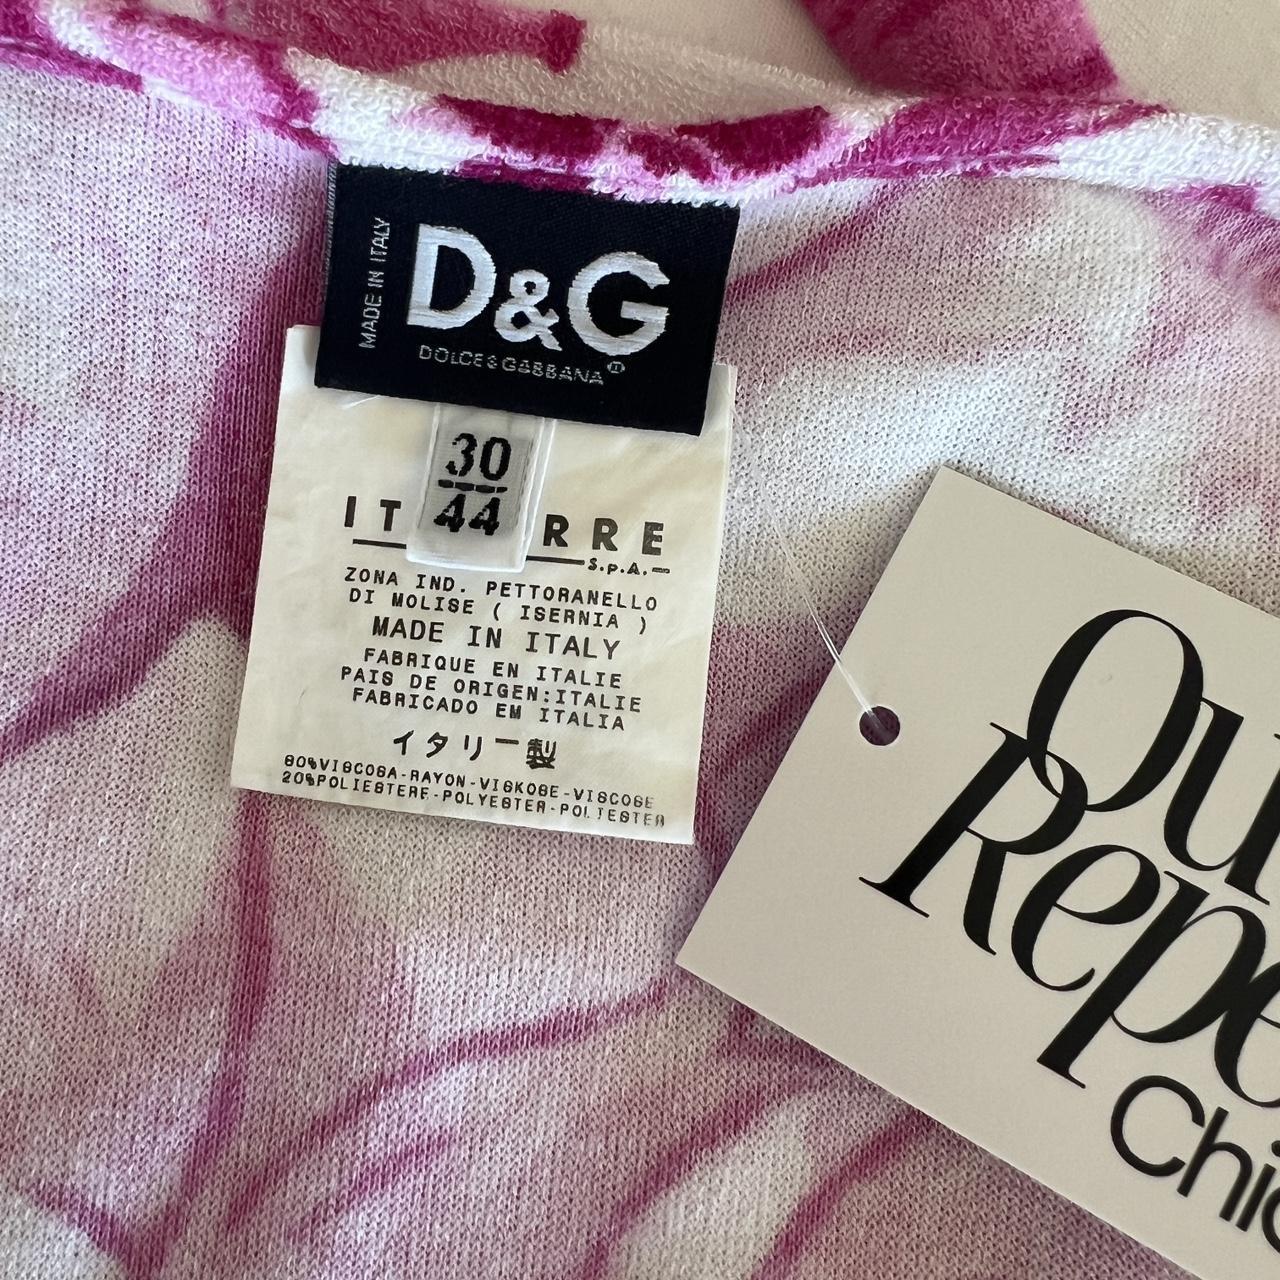 MADE IN ITALY
D&G
DOLCE&GABBANA
30
44
IT RRE
S.p.A.
ZONA IND. PETTORANELLO
DI MOLISE ( ISERNIA )
MADE IN ITALY
FABRIQUE EN ITALIE
PAIS DE ORIGEN:ITALIE
FABRICADO EM ITALIA
イタリー製
80%VISCOSA-RAYON-VISKOSE-VISCOSE
20%POLIESTERE-POLYESTER-POLIESTER
Ou
Repe
Chic